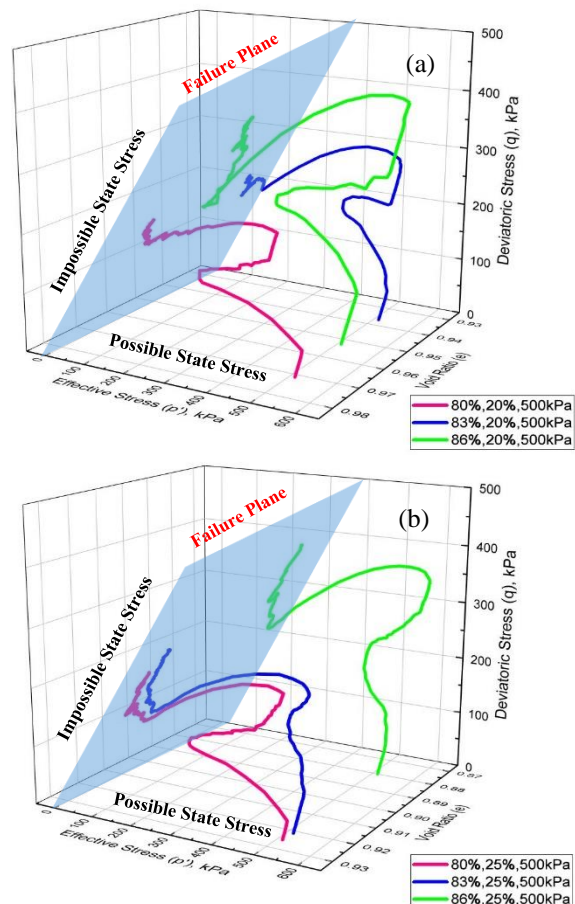 (a)
Failure Plane
Impossible State Stress
Possible State Stress
500
400
300
200
100
0
Deviatoric Stress (q), kPa
0.93
0.94
0.95
0.96
0.97
0.98
Void Ratio (e)
0
100
200
300
400
500
600
Effective Stress (p'), kPa
80%,20%,500kPa
83%,20%,500kPa
86%,20%,500kPa
(b)
Failure Plane
Impossible State Stress
Possible State Stress
500
400
300
200
100
0
Deviatoric Stress (q), kPa
0.87
0.88
0.89
0.90
0.91
0.92
0.93
Void Ratio (e)
0
100
200
300
400
500
600
Effective Stress (p'), kPa
80%,25%,500kPa
83%,25%,500kPa
86%,25%,500kPa